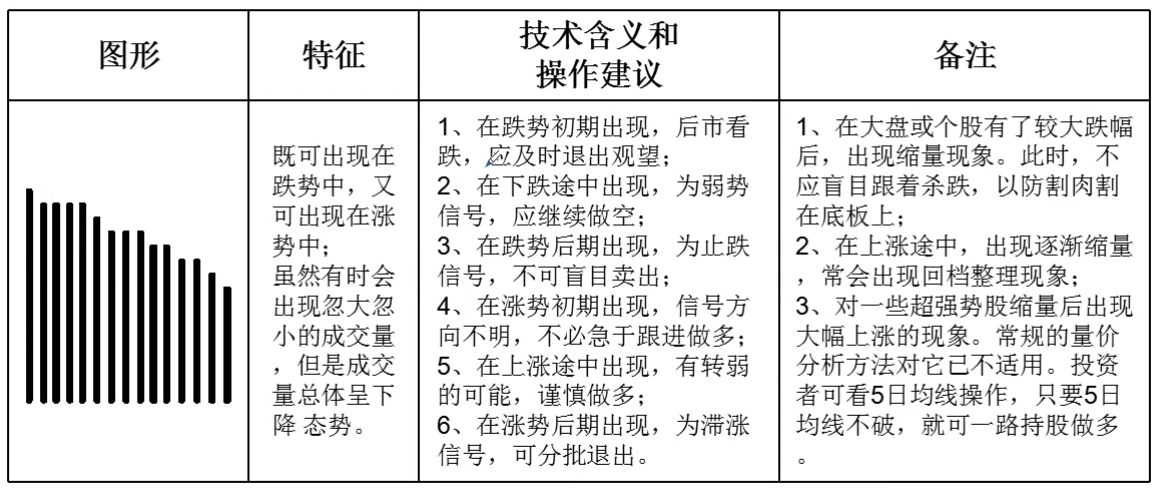 图形
特征
技术含义和
操作建议
备注
既可出现在
跌势中，又
可出现在涨
势中；
虽然有时会
出现忽大忽
小的成交量
，但是成交
量总体呈下
降 态势。
1、在跌势初期出现，后市看
跌，应及时退出观望；
2、在下跌途中出现，为弱势
信号，应继续做空；
3、在跌势后期出现，为止跌
信号，不可盲目卖出；
4、在涨势初期出现，信号方
向不明，不必急于跟进做多；
5、在上涨途中出现，有转弱
的可能，谨慎做多；
6、在涨势后期出现，为滞涨
信号，可分批退出。
1、在大盘或个股有了较大跌幅
后，出现缩量现象。此时，不
应盲目跟着杀跌，以防割肉割
在底板上；
2、在上涨途中，出现逐渐缩量
，常会出现回档整理现象；
3、对一些超强势股缩量后出现
大幅上涨的现象。常规的量价
分析方法对它已不适用。投资
者可看5日均线操作，只要5日
均线不破，就可一路持股做多
。